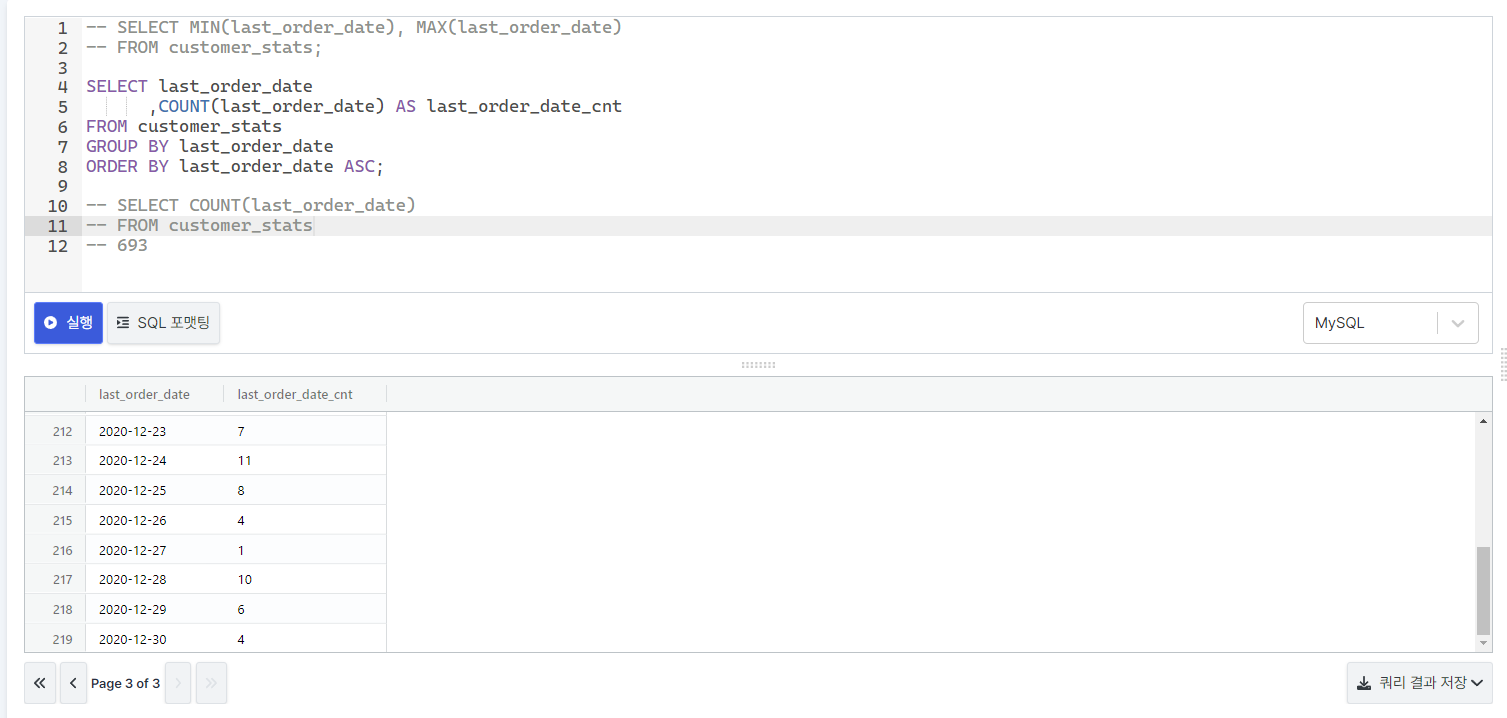 1 -- SELECT MIN(last_order_date), MAX(last_order_date)
2 -- FROM customer_stats;
3
4 SELECT last_order_date
5 ,COUNT(last_order_date) AS last_order_date_cnt
6 FROM customer_stats
7 GROUP BY last_order_date
8 ORDER BY last_order_date ASC;
9
10 -- SELECT COUNT(last_order_date)
11 -- FROM customer_stats
12 -- 693
실행 SQL 포맷팅 MySQL
last_order_date last_order_date_cnt
212 2020-12-23 7
213 2020-12-24 11
214 2020-12-25 8
215 2020-12-26 4
216 2020-12-27 1
217 2020-12-28 10
218 2020-12-29 6
219 2020-12-30 4
Page 3 of 3 쿼리 결과 저장